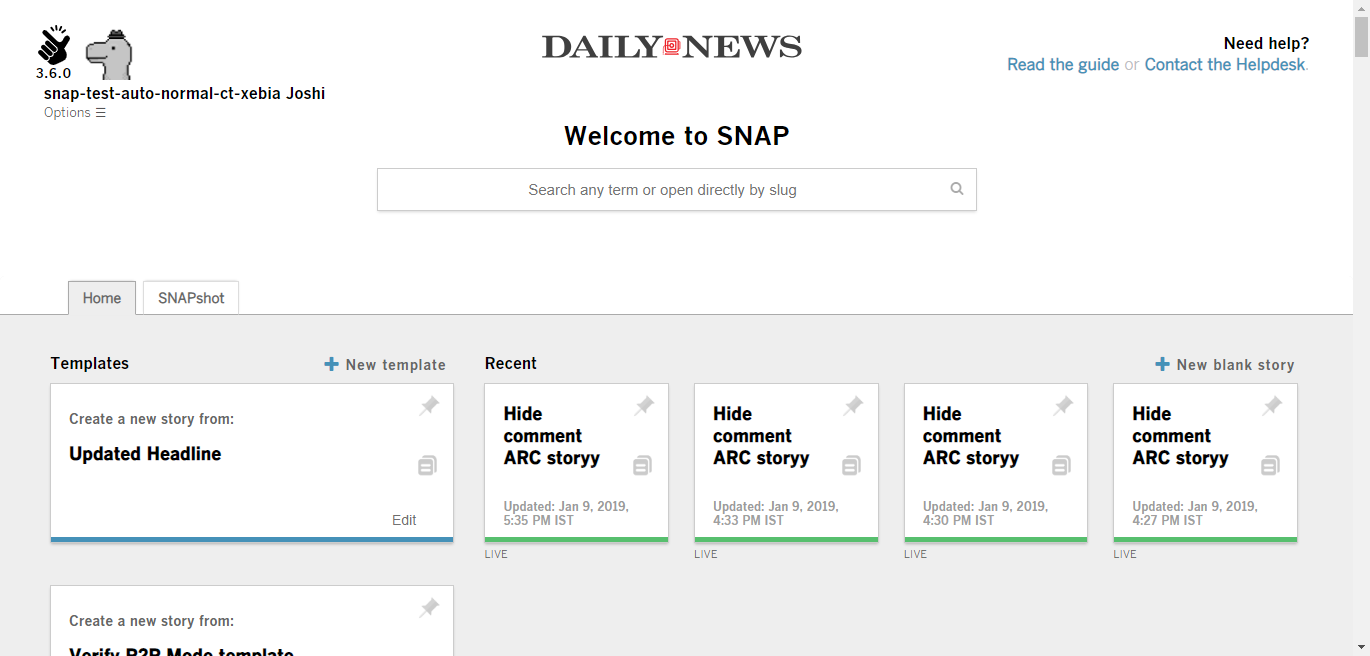 3.6.0
snap-test-auto-normal-ct-xebia Joshi
Options ☰
DAILY NEWS
Need help?
Read the guide or Contact the Helpdesk.
Welcome to SNAP
Search any term or open directly by slug
Home
SNAPshot
Templates
New template
Create a new story from:
Updated Headline
Edit
Create a new story from:
Verify P2P Mode template
Recent
New blank story
Hide
comment
ARC storyy
Updated: Jan 9, 2019,
5:35 PM IST
LIVE
Hide
comment
ARC storyy
Updated: Jan 9, 2019,
4:33 PM IST
LIVE
Hide
comment
ARC storyy
Updated: Jan 9, 2019,
4:30 PM IST
LIVE
Hide
comment
ARC storyy
Updated: Jan 9, 2019,
4:27 PM IST
LIVE